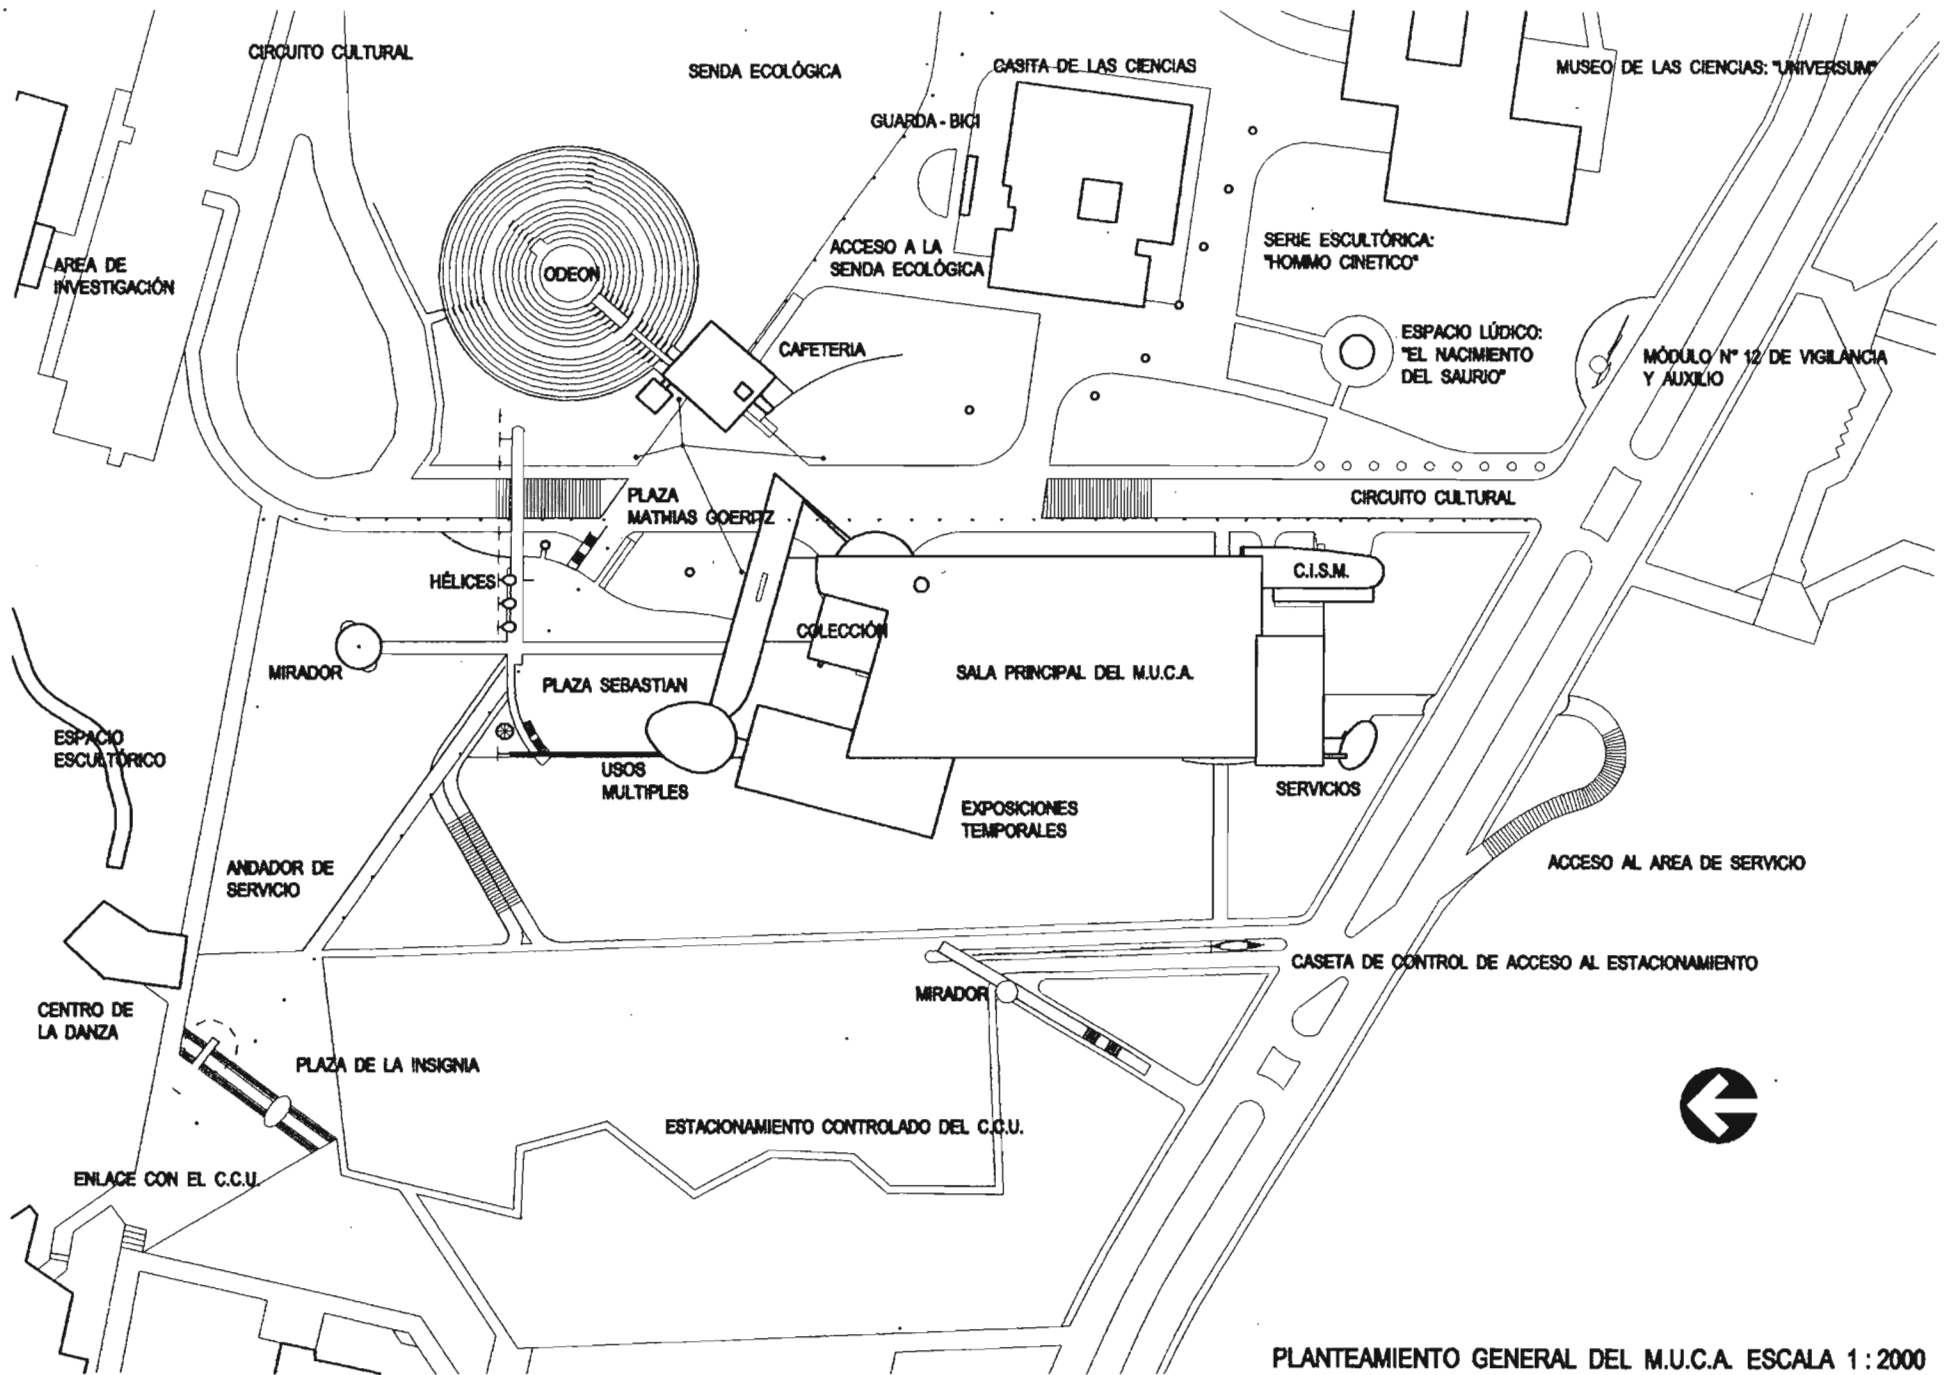 CIRCUITO CULTURAL
SENDA ECOLÓGICA
CASITA DE LAS CIENCIAS
MUSEO DE LAS CIENCIAS: "UNIVERSUM"
GUARDA - BICI
AREA DE
INVESTIGACIÓN
ODEON
ACCESO A LA
SENDA ECOLÓGICA
SERIE ESCULTÓRICA:
"HOMMO CINETICO"
CAFETERIA
ESPACIO LÚDICO:
"EL NACIMIENTO
DEL SAURIO"
MÓDULO N° 12 DE VIGILANCIA
Y AUXILIO
PLAZA
MATHIAS GOERITZ
CIRCUITO CULTURAL
HÉLICES
C.I.S.M.
COLECCIÓN
MIRADOR
PLAZA SEBASTIAN
SALA PRINCIPAL DEL M.U.C.A.
ESPACIO
ESCULTÓRICO
USOS
MULTIPLES
SERVICIOS
EXPOSICIONES
TEMPORALES
ANDADOR DE
SERVICIO
ACCESO AL AREA DE SERVICIO
CASETA DE CONTROL DE ACCESO AL ESTACIONAMIENTO
MIRADOR
CENTRO DE
LA DANZA
PLAZA DE LA INSIGNIA
ESTACIONAMIENTO CONTROLADO DEL C.C.U.
ENLACE CON EL C.C.U.
PLANTEAMIENTO GENERAL DEL M.U.C.A. ESCALA 1 : 2000